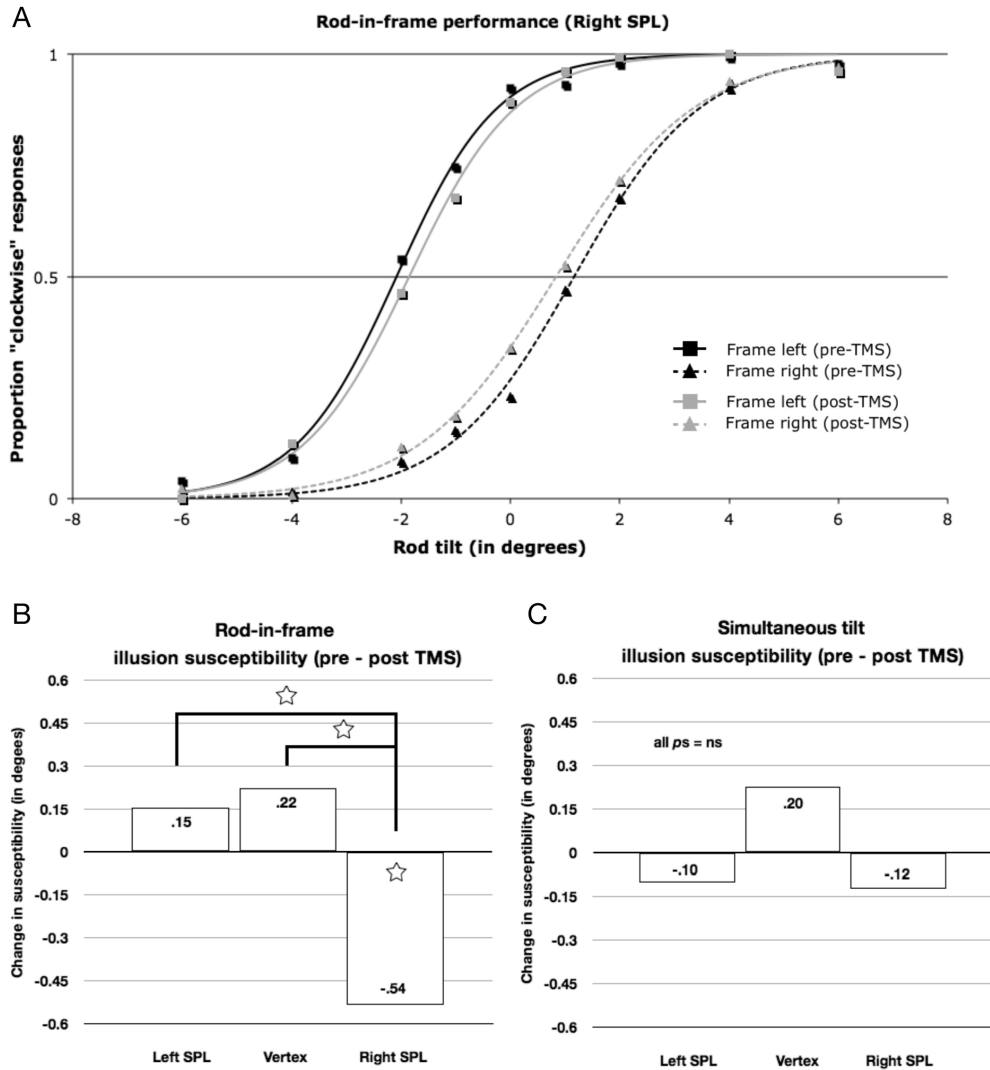 A
Rod-in-frame performance (Right SPL)
Proportion "clockwise" responses
1
0.5
0
-8
-6
-4
-2
0
2
4
6
8
Rod tilt (in degrees)
Frame left (pre-TMS)
Frame right (pre-TMS)
Frame left (post-TMS)
Frame right (post-TMS)
B
Rod-in-frame
illusion susceptibility (pre - post TMS)
Change in susceptibility (in degees)
0.6
0.45
0.3
0.15
0
-0.15
-0.3
-0.45
-0.6
.15
.22
-.54
Left SPL
Vertex
Right SPL
C
Simultaneous tilt
illusion susceptibility (pre - post TMS)
Change in susceptibility (in degrees)
0.6
0.45
0.3
0.15
0
-0.15
-0.3
-0.45
-0.6
all ps = ns
-.10
.20
-.12
Left SPL
Vertex
Right SPL